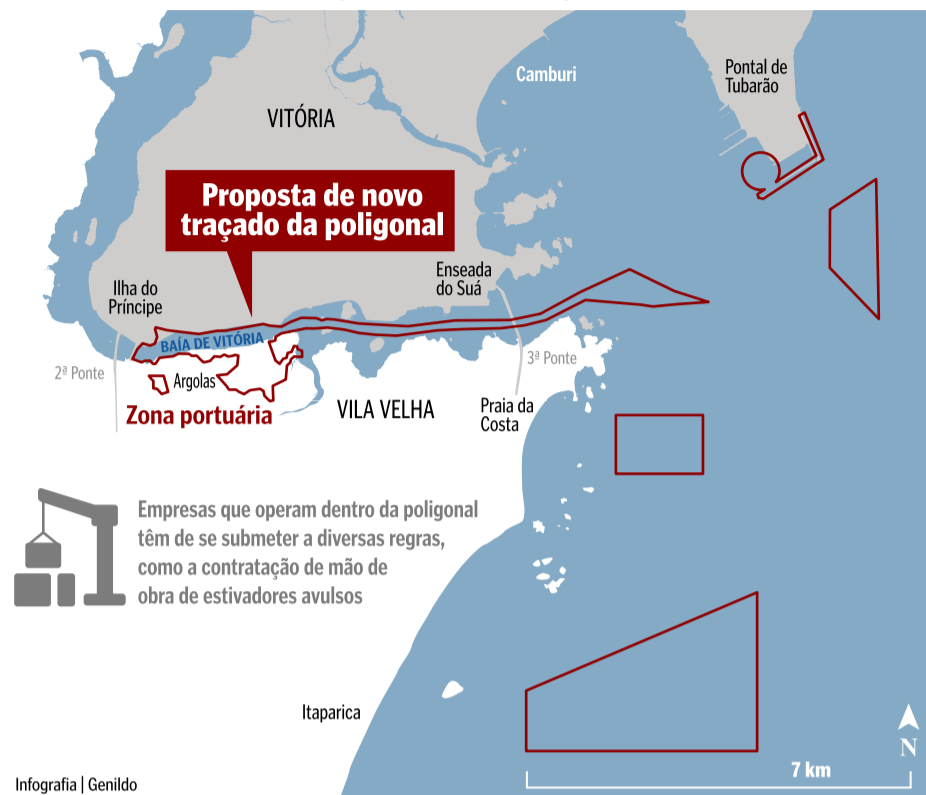 Camburi
Pontal de
Tubarão
VITÓRIA
Proposta de novo
traçado da poligonal
Enseada
do Suá
Ilha do
Príncipe
BAÍA DE VITÓRIA
2ª Ponte
3ª Ponte
Argolas
Zona portuária
VILA VELHA
Praia da
Costa
Empresas que operam dentro da poligonal
têm de se submeter a diversas regras,
como a contratação de mão de
obra de estivadores avulsos
Itaparica
N
7 km
Infografia | Genildo